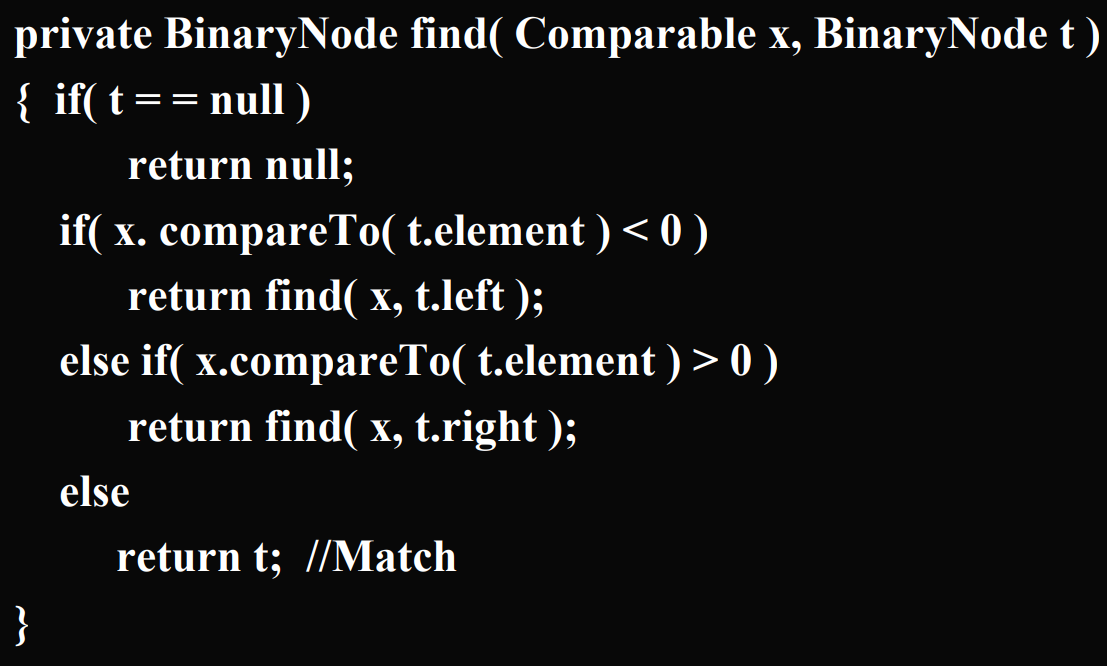 private BinaryNode find( Comparable x, BinaryNode t )
{ if( t = = null )
return null;
if( x. compareTo( t.element ) < 0 )
return find( x, t.left );
else if( x.compareTo( t.element ) > 0 )
return find( x, t.right );
else
return t; //Match
}